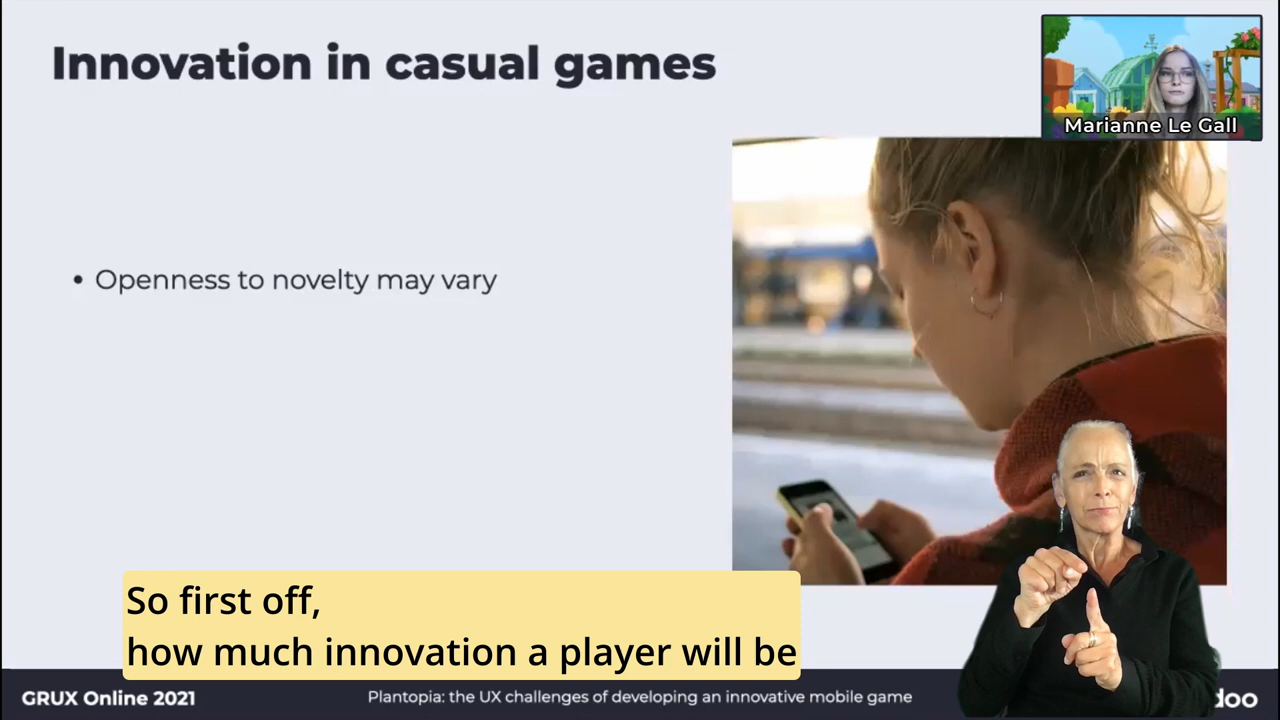 Innovation in casual games
Marianne Le Gall
• Openness to novelty may vary
So first off,
how much innovation a player will be
GRUX Online 2021
Plantopia: the UX challenges of developing an innovative mobile game